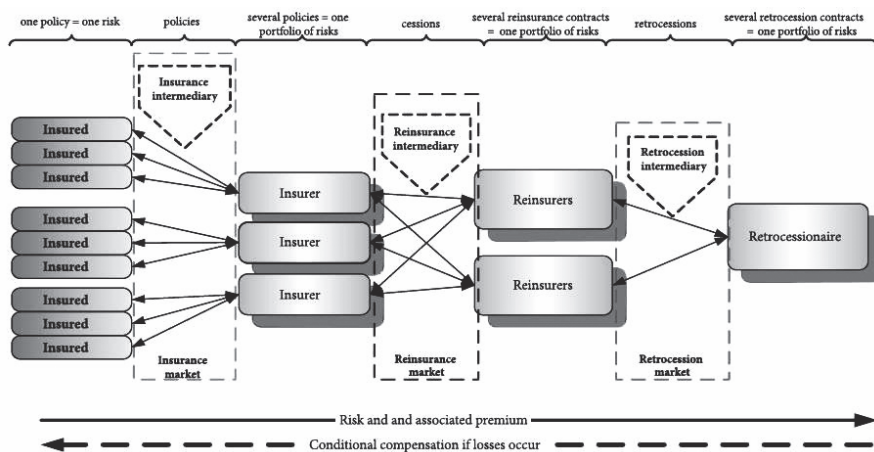 one policy = one risk
policies
several policies = one
portfolio of risks
cessions
several reinsurance contracts
= one portfolio of risks
retrocessions
several retrocession contracts
= one portfolio of risks
Insurance
intermediary
Reinsurance
intermediary
Retrocession
intermediary
Insured
Insured
Insured
Insured
Insured
Insured
Insured
Insured
Insured
Insurer
Insurer
Insurer
Reinsurers
Reinsurers
Retrocessionaire
Insurance
market
Reinsurance
market
Retrocession
market
Risk and and associated premium
Conditional compensation if losses occur